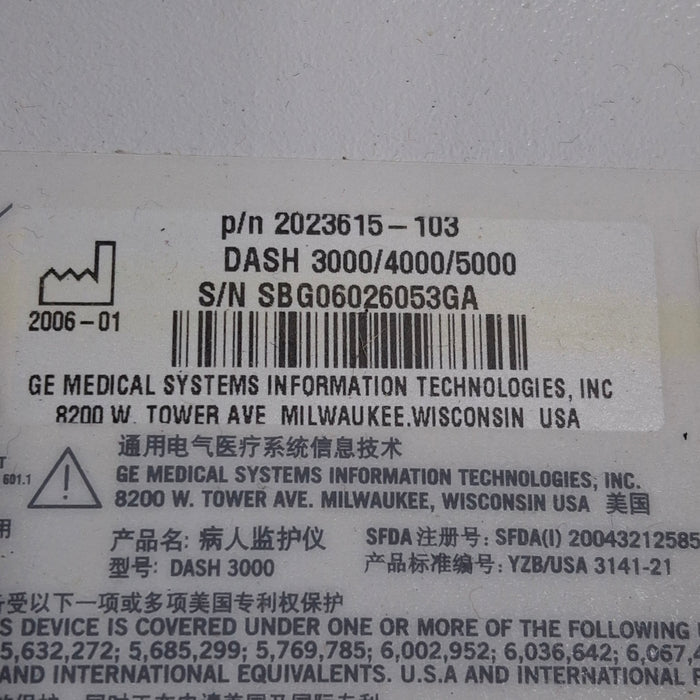 p/n 2023615-103
DASH 3000/4000/5000
S/N SBG06026053GA
2006-01
GE MEDICAL SYSTEMS INFORMATION TECHNOLOGIES, INC
8200 W. TOWER AVE MILWAUKEE.WISCONSIN USA
通用电气医疗系统信息技术
601.1
GE MEDICAL SYSTEMS INFORMATION TECHNOLOGIES, INC.
8200 W. TOWER AVE. MILWAUKEE, WISCONSIN USA 美国
用
产品名: 病人监护仪 SFDA 注册号: SFDA(I) 20043212585
型号: DASH 3000 产品标准编号: YZB/USA 3141-21
受以下一项或多项美国专利权保护
S DEVICE IS COVERED UNDER ONE OR MORE OF THE FOLLOWING
5,632,272; 5,685,299; 5,769,785; 6,002,952; 6,036,642; 6,067,4
AND INTERNATIONAL EQUIVALENTS. U.S.A AND INTERNATIONAL